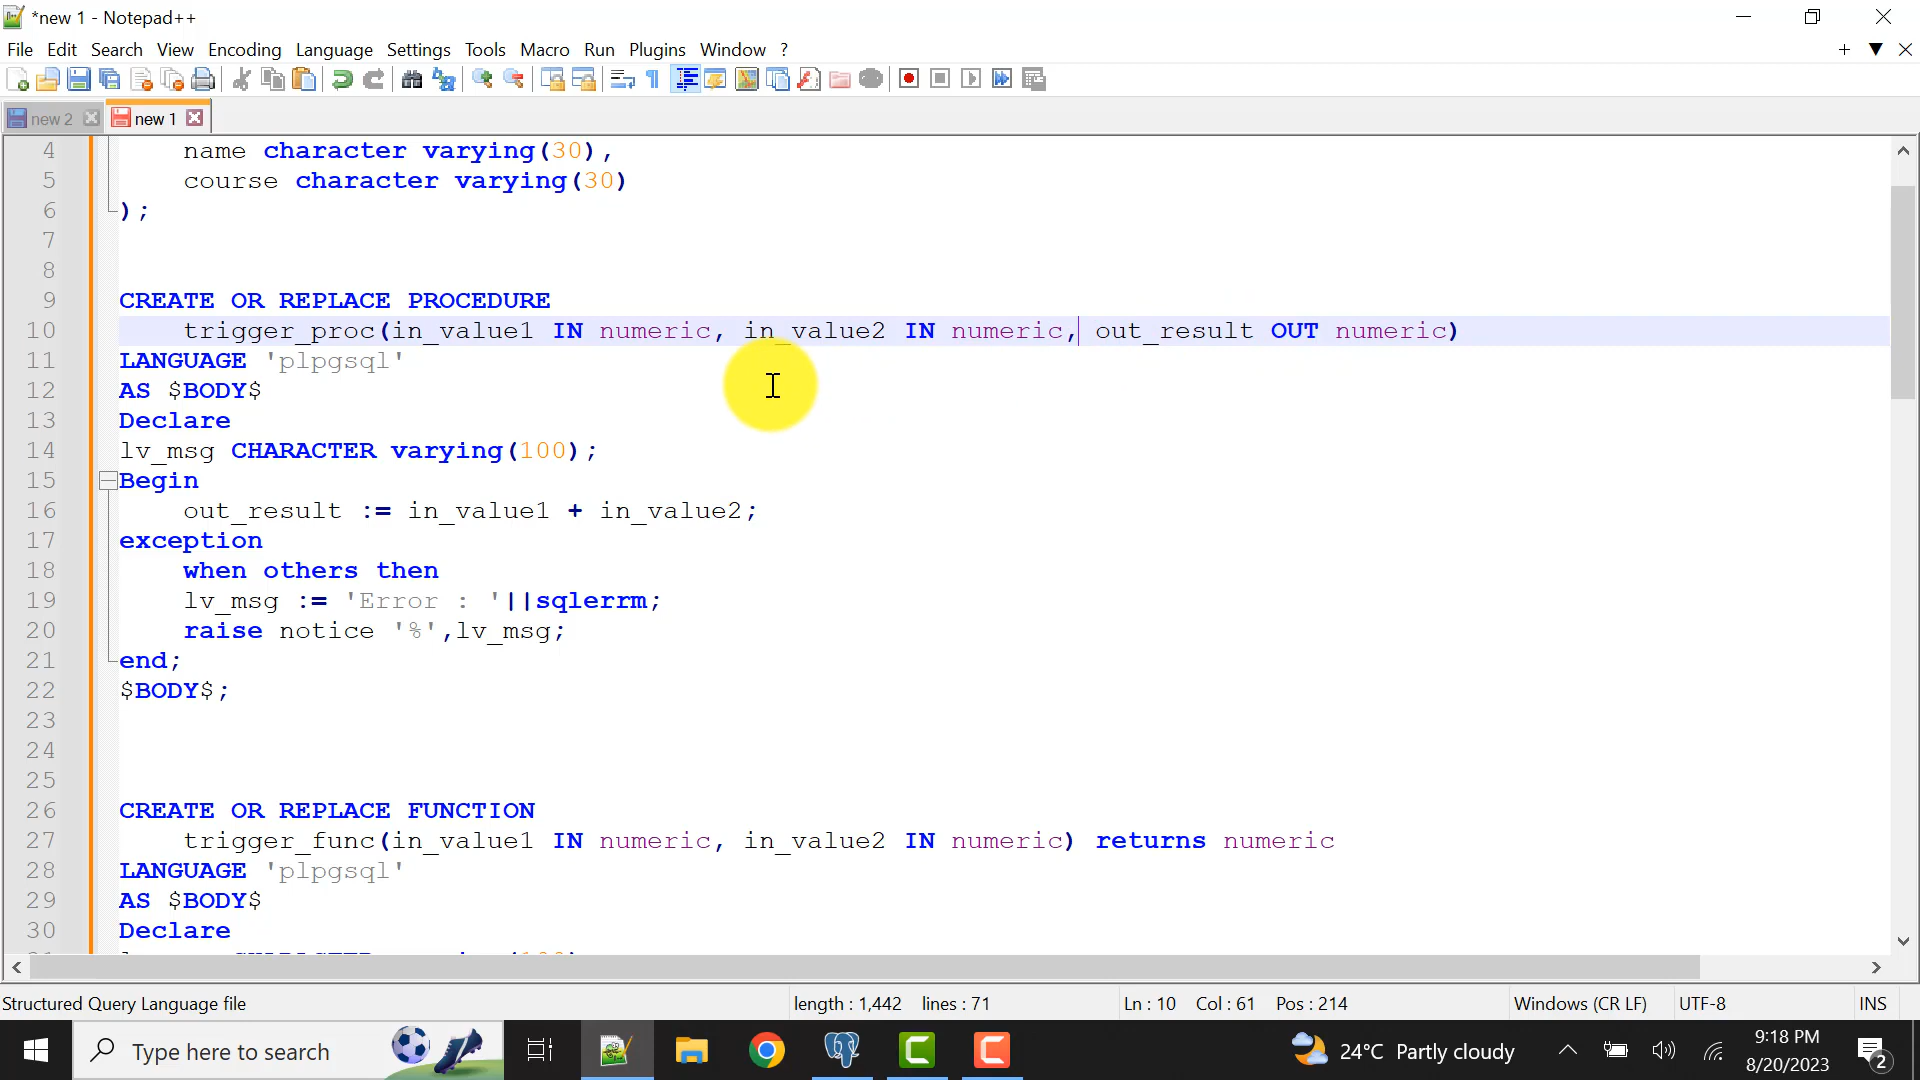 *new 1 - Notepad++
File Edit Search View Encoding Language Settings Tools Macro Run Plugins Window ?
new 2 new 1
4 name character varying(30),
5 course character varying(30)
6 );
7
8
9 CREATE OR REPLACE PROCEDURE
10 trigger_proc(in_value1 IN numeric, in_value2 IN numeric, out_result OUT numeric)
11 LANGUAGE 'plpgsql'
12 AS $BODY$
13 Declare
14 lv_msg CHARACTER varying(100);
15 Begin
16 out_result := in_value1 + in_value2;
17 exception
18 when others then
19 lv_msg := 'Error : '||sqlerrm;
20 raise notice '%',lv_msg;
21 end;
22 $BODY$;
23
24
25
26 CREATE OR REPLACE FUNCTION
27 trigger_func(in_value1 IN numeric, in_value2 IN numeric) returns numeric
28 LANGUAGE 'plpgsql'
29 AS $BODY$
30 Declare
Structured Query Language file length : 1,442 lines : 71 Ln : 10 Col : 61 Pos : 214 Windows (CR LF) UTF-8 INS
Type here to search 24°C Partly cloudy 9:18 PM
8/20/2023 2